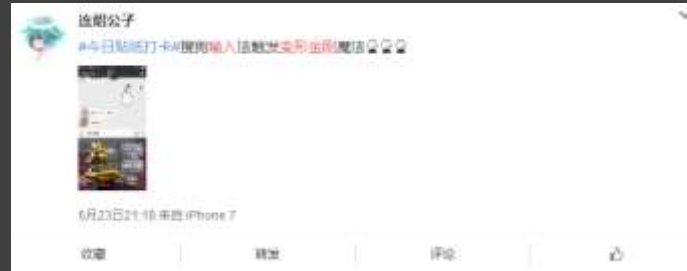 连熠公子
#今日贴纸打卡#搜狗输入法触发变形金刚魔法
6月23日21:18 来自 iPhone 7
收藏 转发 评论